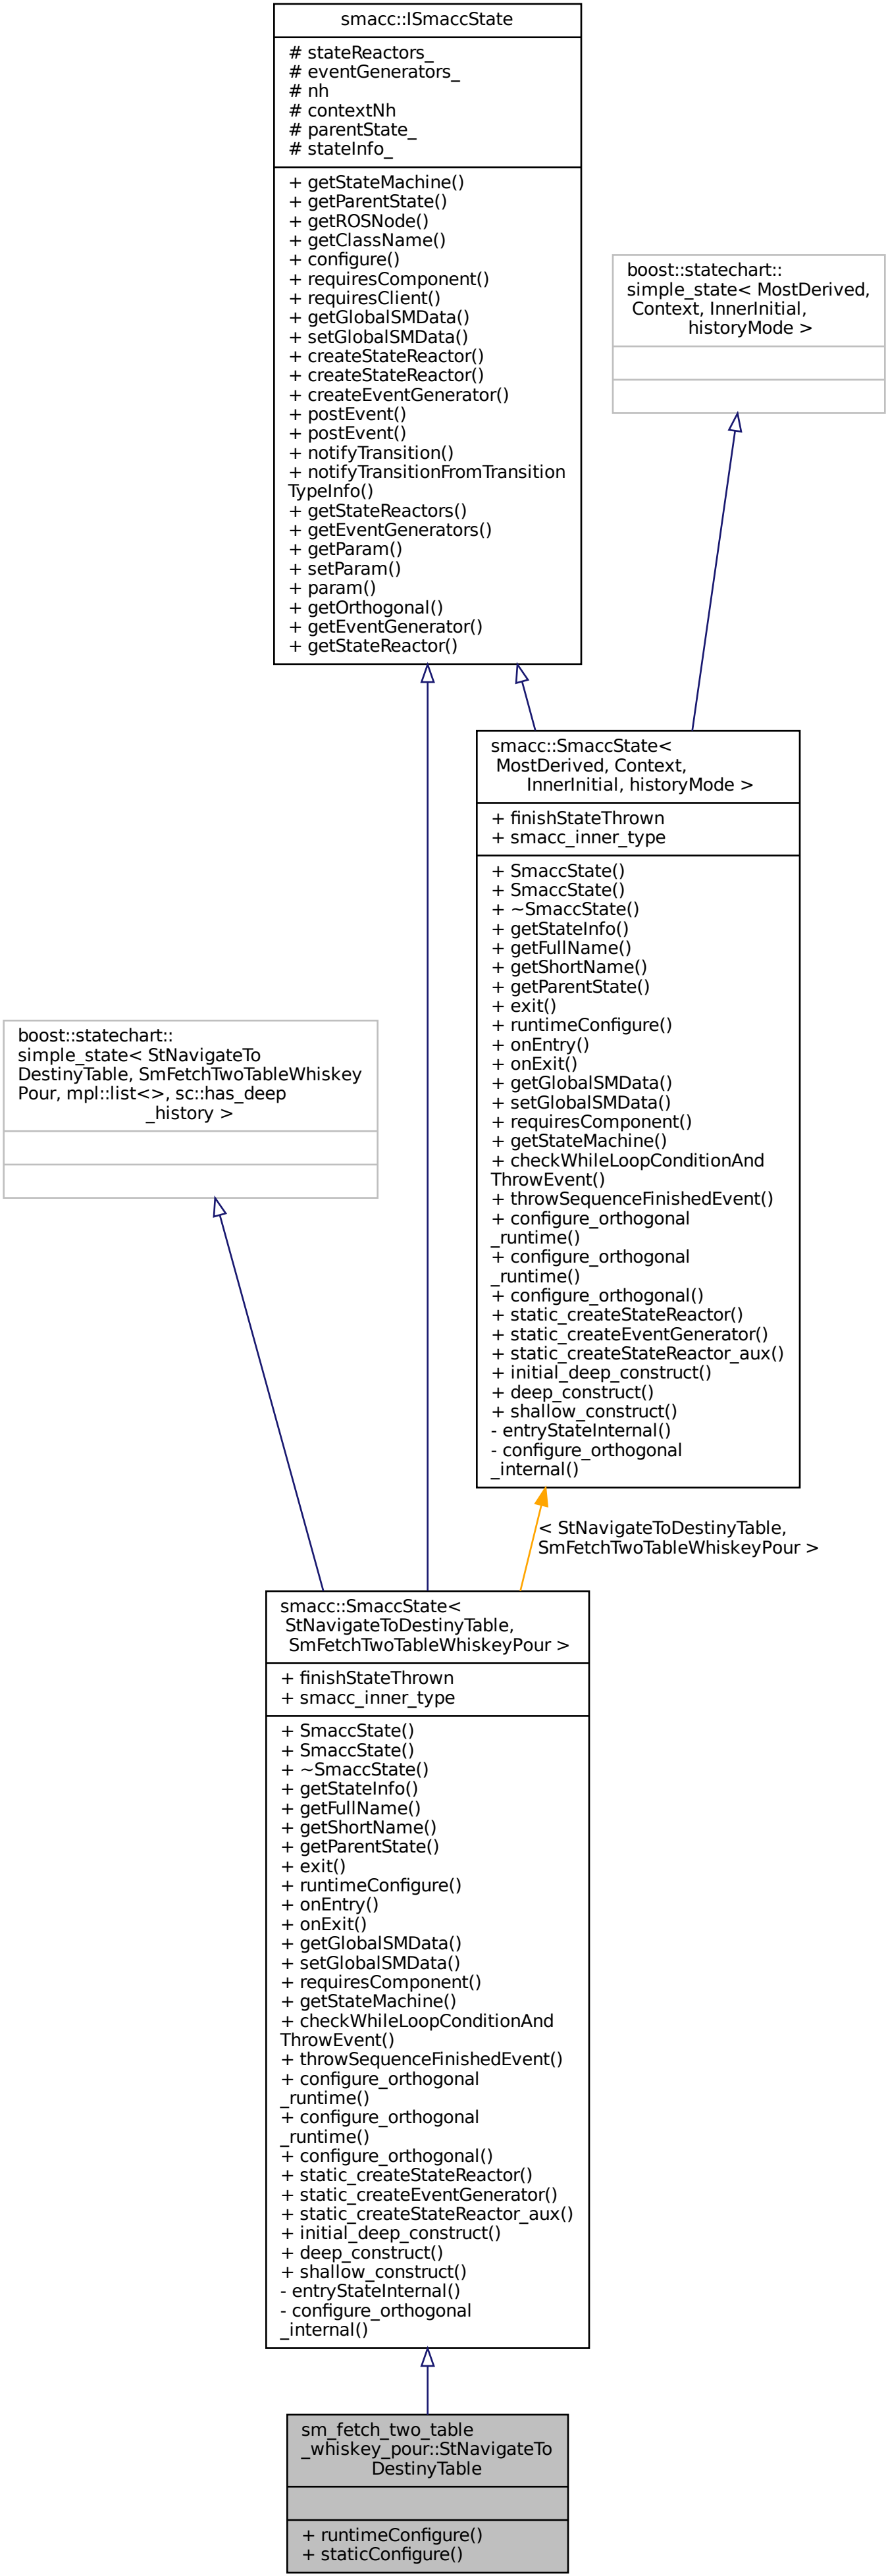 smacc::ISmaccState
# stateReactors_
# eventGenerators_
# nh
# contextNh
# parentState_
# stateInfo_
+ getStateMachine()
+ getParentState()
+ getROSNode()
+ getClassName()
+ configure()
+ requiresComponent()
+ requiresClient()
+ getGlobalSMData()
+ setGlobalSMData()
+ createStateReactor()
+ createStateReactor()
+ createEventGenerator()
+ postEvent()
+ postEvent()
+ notifyTransition()
+ notifyTransitionFromTransition
TypeInfo()
+ getStateReactors()
+ getEventGenerators()
+ getParam()
+ setParam()
+ param()
+ getOrthogonal()
+ getEventGenerator()
+ getStateReactor()
boost::statechart::
simple_state< MostDerived,
Context, InnerInitial,
historyMode >
smacc::SmaccState<
MostDerived, Context,
InnerInitial, historyMode >
+ finishStateThrown
+ smacc_inner_type
+ SmaccState()
+ SmaccState()
+ ~SmaccState()
+ getStateInfo()
+ getFullName()
+ getShortName()
+ getParentState()
+ exit()
+ runtimeConfigure()
+ onEntry()
+ onExit()
+ getGlobalSMData()
+ setGlobalSMData()
+ requiresComponent()
+ getStateMachine()
+ checkWhileLoopConditionAnd
ThrowEvent()
+ throwSequenceFinishedEvent()
+ configure_orthogonal
_runtime()
+ configure_orthogonal
_runtime()
+ configure_orthogonal()
+ static_createStateReactor()
+ static_createEventGenerator()
+ static_createStateReactor_aux()
+ initial_deep_construct()
+ deep_construct()
+ shallow_construct()
- entryStateInternal()
- configure_orthogonal
_internal()
boost::statechart::
simple_state< StNavigateTo
DestinyTable, SmFetchTwoTableWhiskey
Pour, mpl::list<>, sc::has_deep
_history >
< StNavigateToDestinyTable,
SmFetchTwoTableWhiskeyPour >
smacc::SmaccState<
StNavigateToDestinyTable,
SmFetchTwoTableWhiskeyPour >
+ finishStateThrown
+ smacc_inner_type
+ SmaccState()
+ SmaccState()
+ ~SmaccState()
+ getStateInfo()
+ getFullName()
+ getShortName()
+ getParentState()
+ exit()
+ runtimeConfigure()
+ onEntry()
+ onExit()
+ getGlobalSMData()
+ setGlobalSMData()
+ requiresComponent()
+ getStateMachine()
+ checkWhileLoopConditionAnd
ThrowEvent()
+ throwSequenceFinishedEvent()
+ configure_orthogonal
_runtime()
+ configure_orthogonal
_runtime()
+ configure_orthogonal()
+ static_createStateReactor()
+ static_createEventGenerator()
+ static_createStateReactor_aux()
+ initial_deep_construct()
+ deep_construct()
+ shallow_construct()
- entryStateInternal()
- configure_orthogonal
_internal()
sm_fetch_two_table
_whiskey_pour::StNavigateTo
DestinyTable
+ runtimeConfigure()
+ staticConfigure()